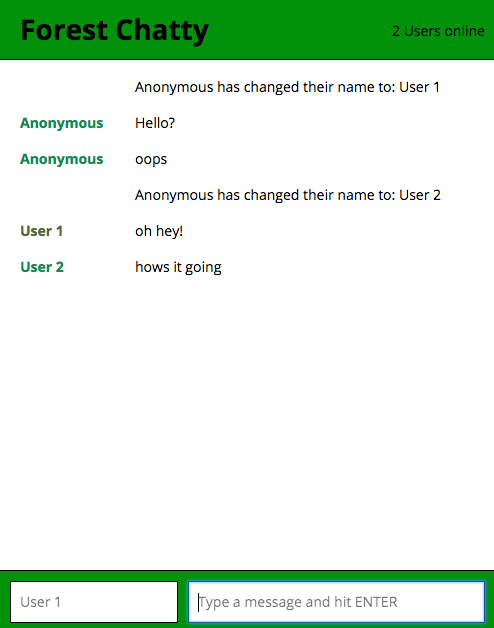 Forest Chatty
2 Users online
Anonymous has changed their name to: User 1
Anonymous Hello?
Anonymous oops
Anonymous has changed their name to: User 2
User 1 oh hey!
User 2 hows it going
User 1
Type a message and hit ENTER